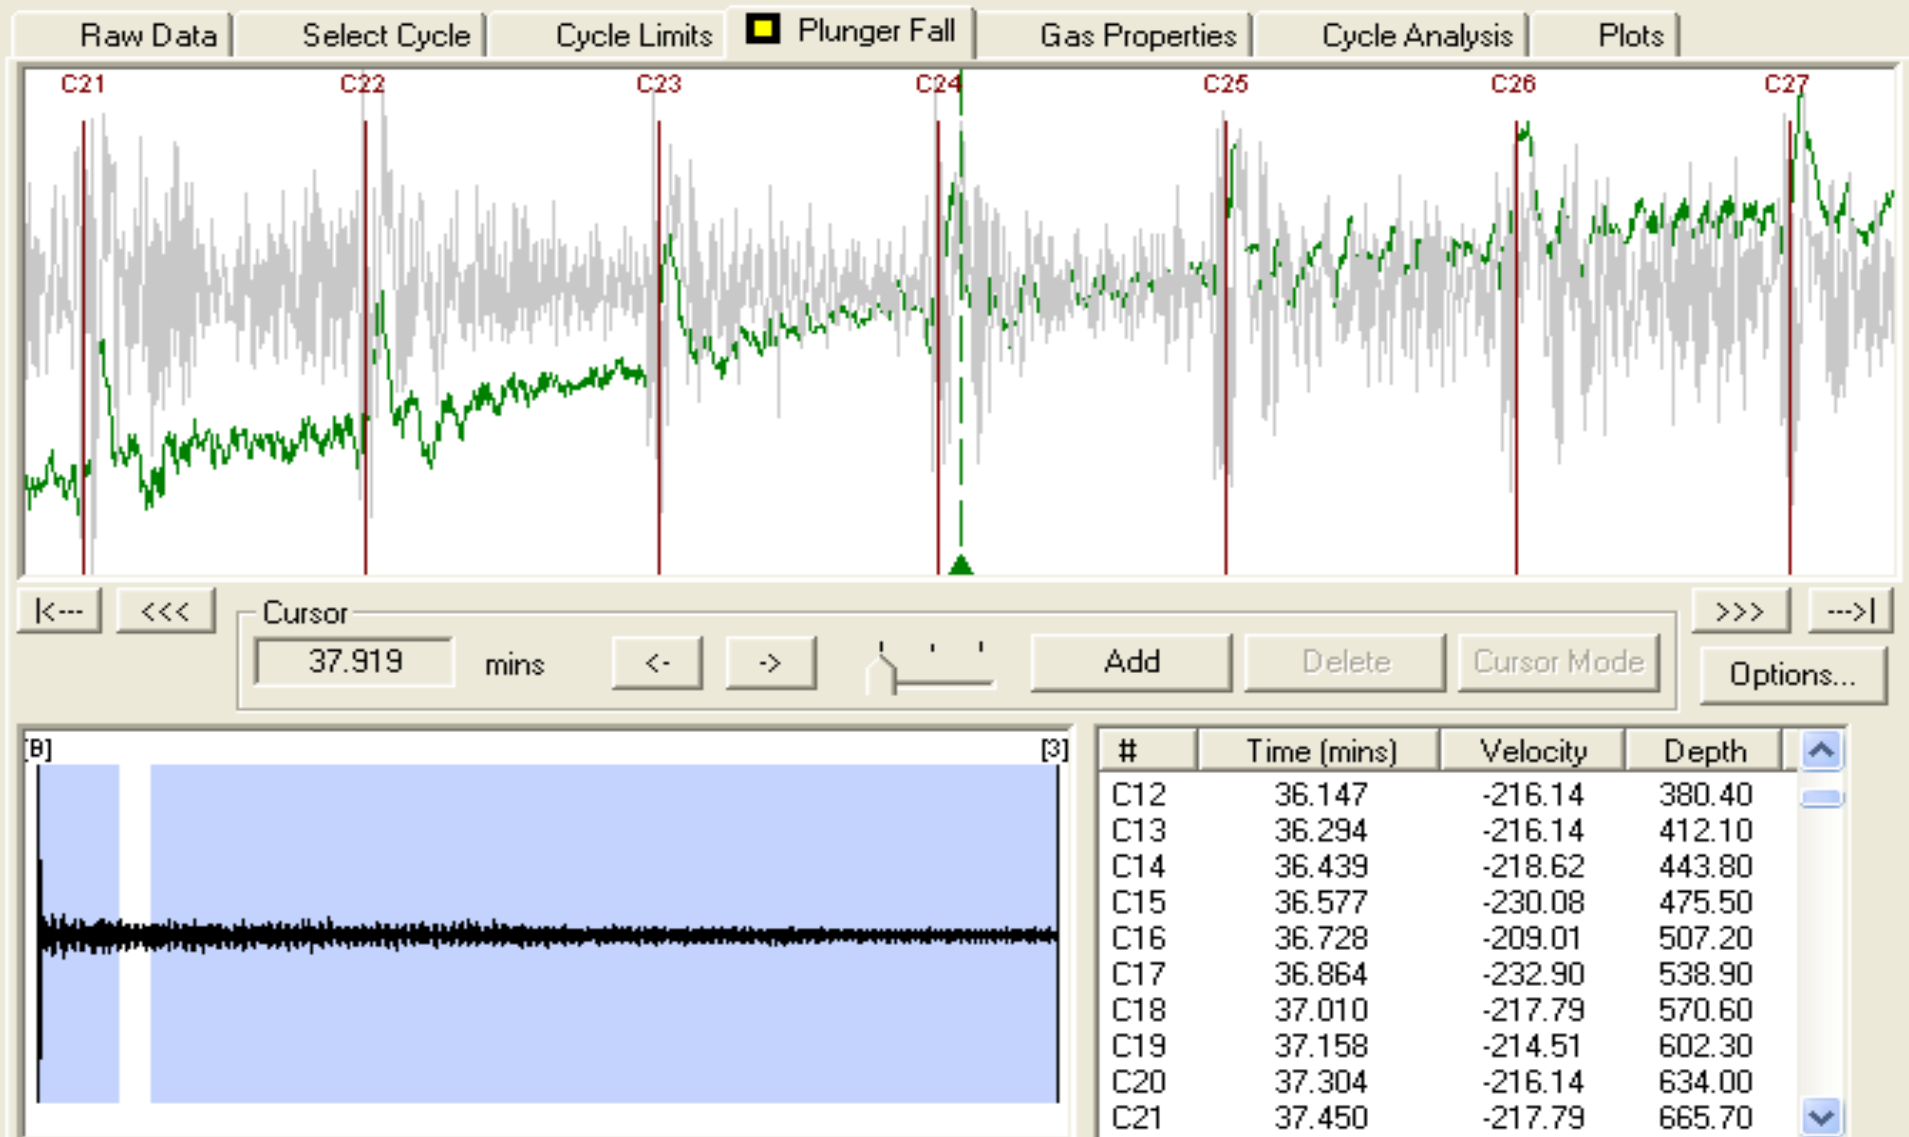 Raw Data Select Cycle Cycle Limits Plunger Fall Gas Properties Cycle Analysis Plots
C21 C22 C23 C24 C25 C26 C27
|<--- <<< Cursor >>> --->|
37.919 mins <- -> Add Delete Cursor Mode Options...
[B] [3]
# Time (mins) Velocity Depth
C12 36.147 -216.14 380.40
C13 36.294 -216.14 412.10
C14 36.439 -218.62 443.80
C15 36.577 -230.08 475.50
C16 36.728 -209.01 507.20
C17 36.864 -232.90 538.90
C18 37.010 -217.79 570.60
C19 37.158 -214.51 602.30
C20 37.304 -216.14 634.00
C21 37.450 -217.79 665.70